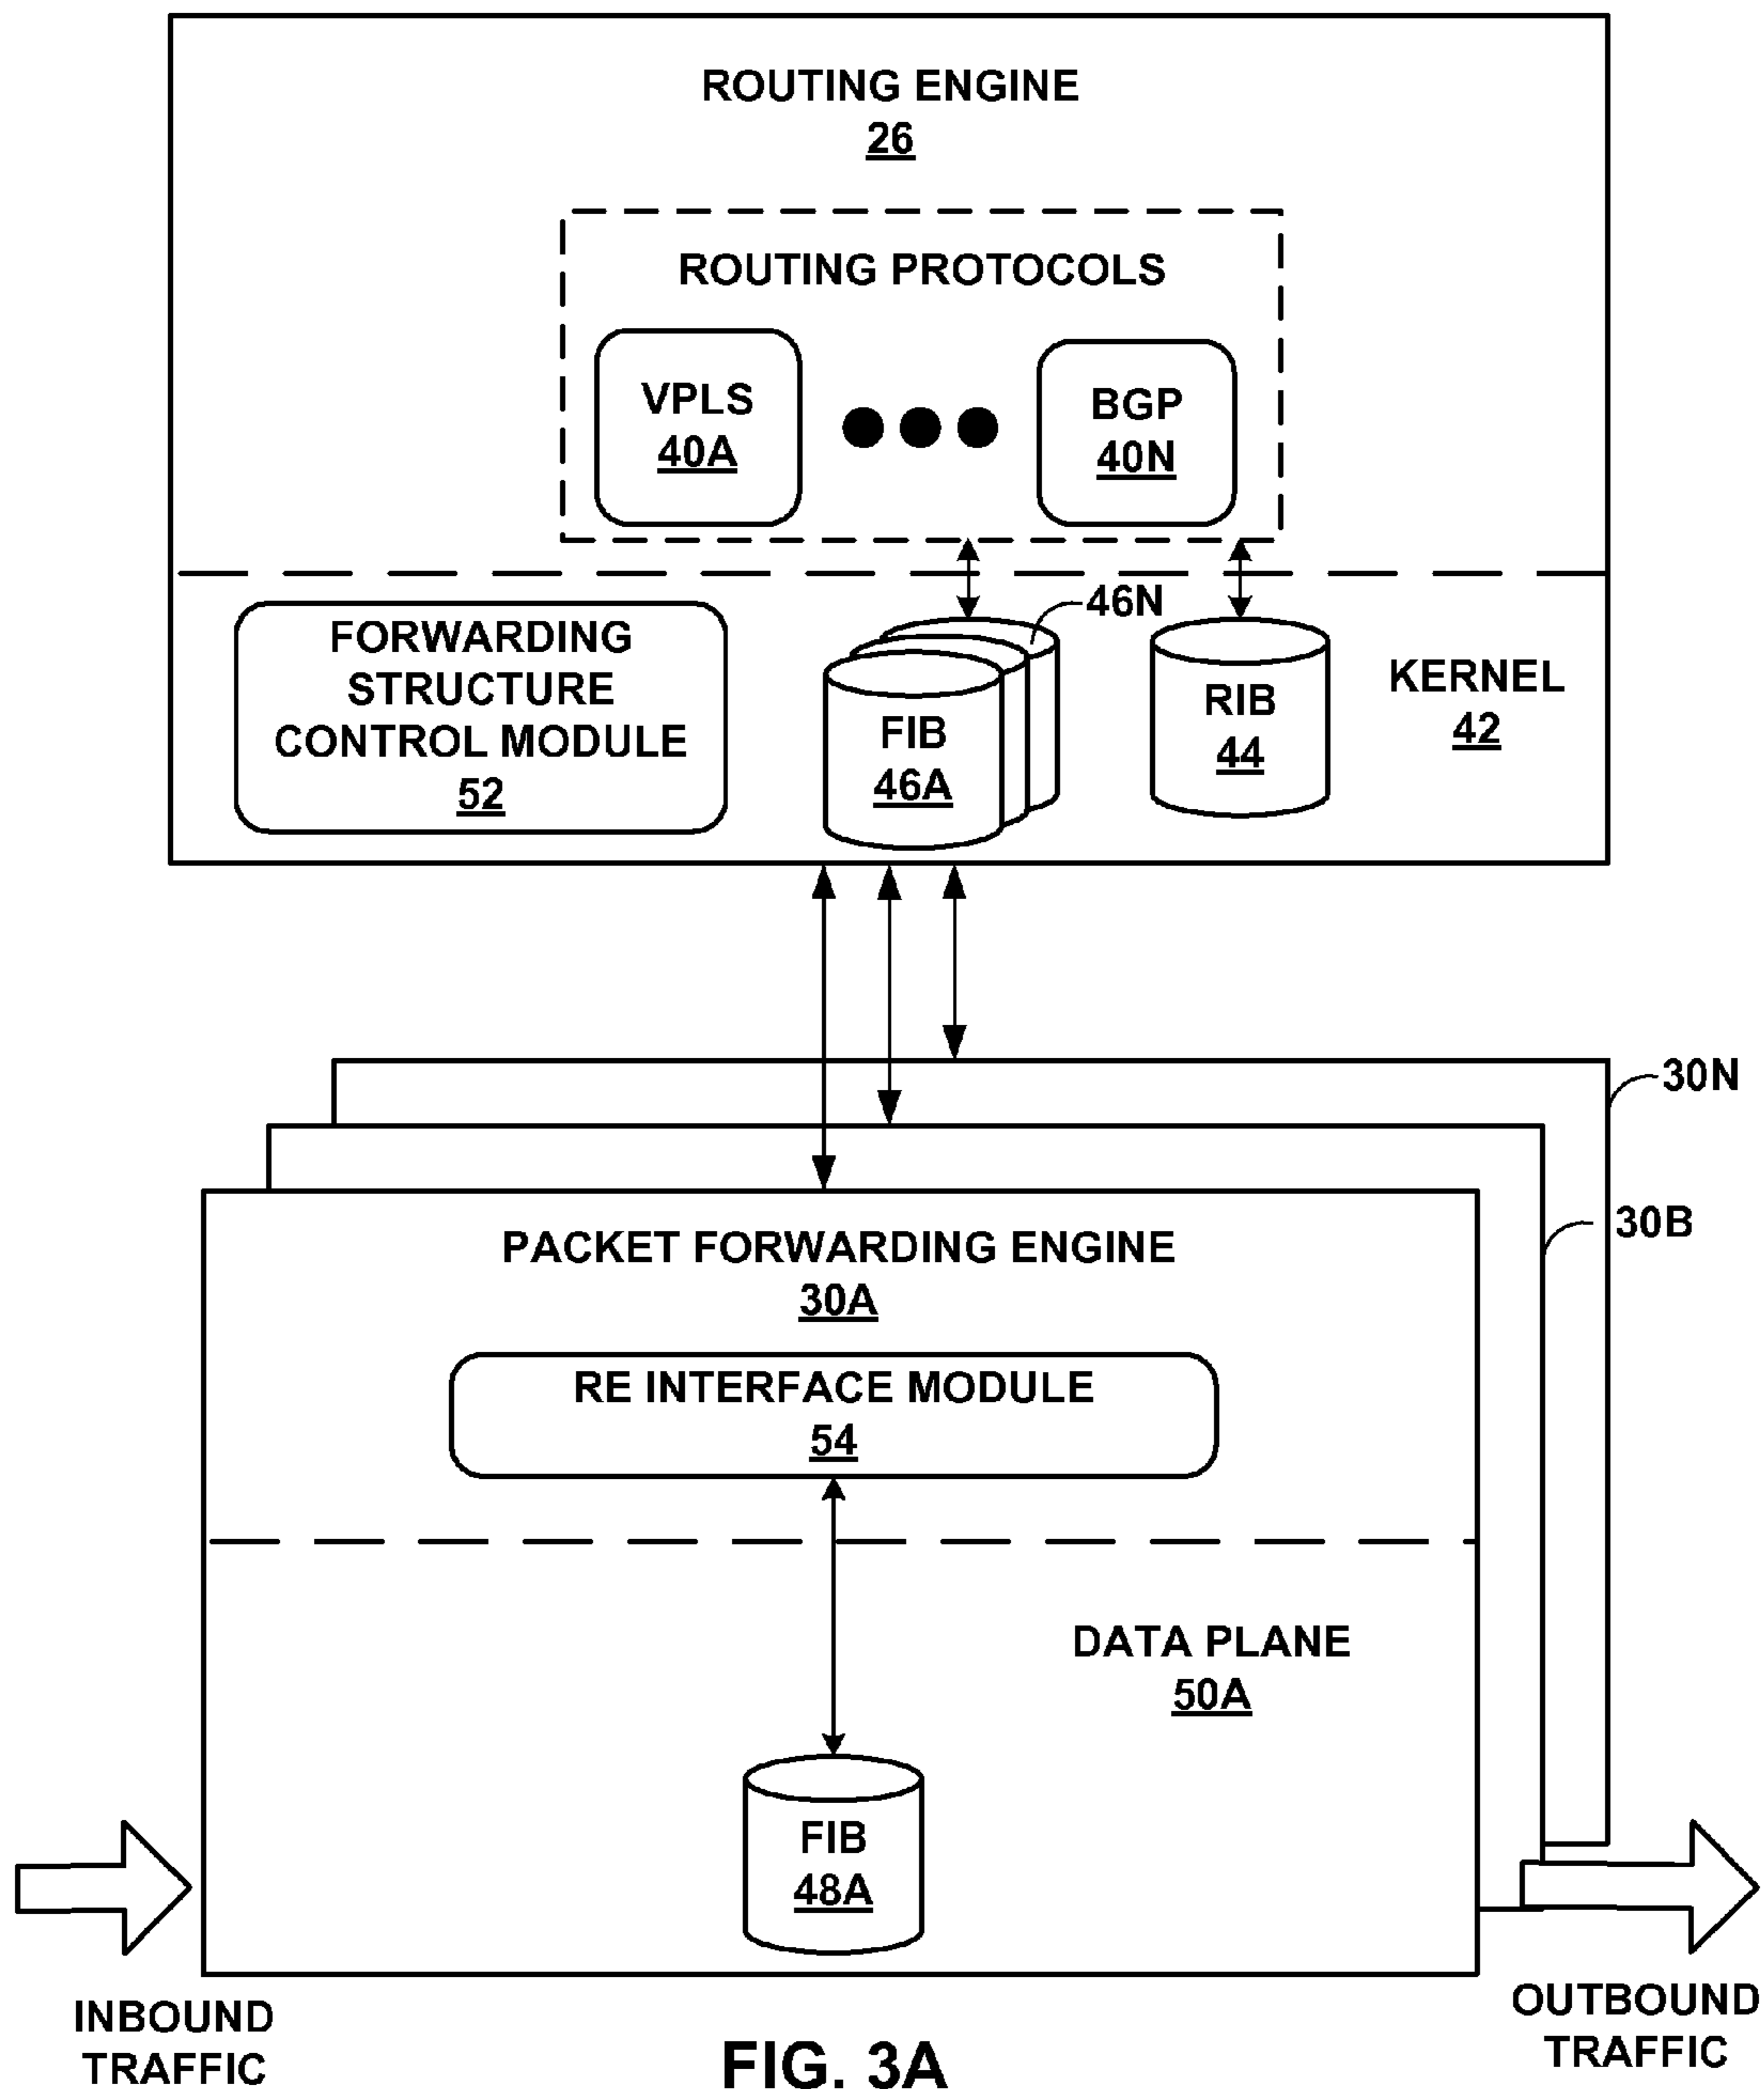 ROUTING ENGINE
26
ROUTING PROTOCOLS
VPLS
40A
BGP
40N
46N
FORWARDING
STRUCTURE
CONTROL MODULE
52
FIB
46A
RIB
44
KERNEL
42
30N
30B
PACKET FORWARDING ENGINE
30A
RE INTERFACE MODULE
54
DATA PLANE
50A
FIB
48A
INBOUND
TRAFFIC
OUTBOUND
TRAFFIC
FIG. 3A